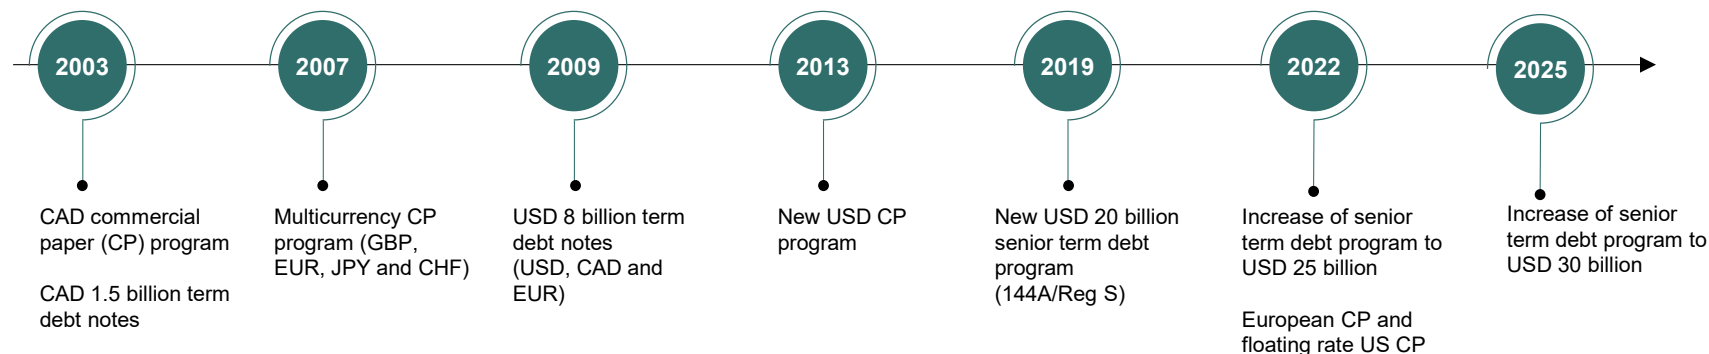 2003
CAD commercial
paper (CP) program
CAD 1.5 billion term
debt notes
2007
Multicurrency CP
program (GBP,
EUR, JPY and CHF)
2009
USD 8 billion term
debt notes
(USD, CAD and
EUR)
2013
New USD CP
program
2019
New USD 20 billion
senior term debt
program
(144A/Reg S)
2022
Increase of senior
term debt program to
USD 25 billion
European CP and
floating rate US CP
2025
Increase of senior
term debt program to
USD 30 billion